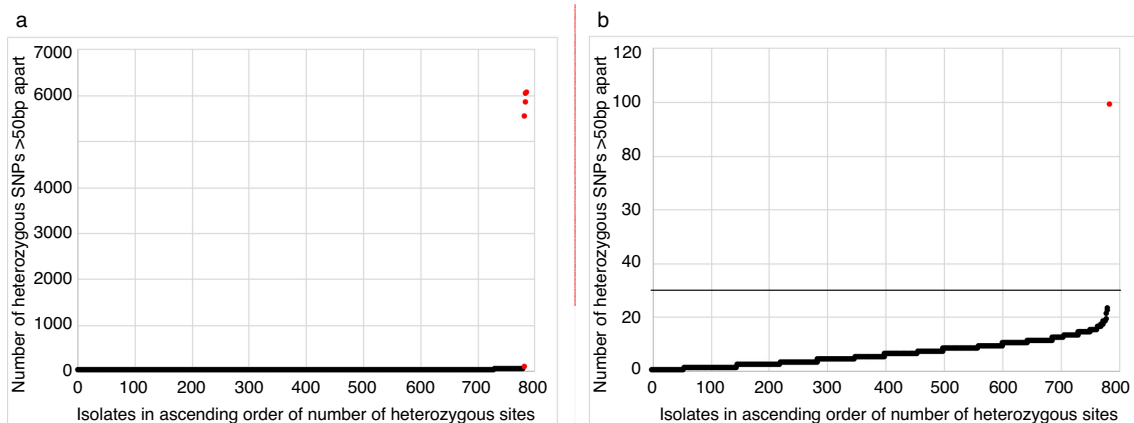 a
Number of heterozygous SNPs >50bp apart
7000
6000
4000
3000
2000
1000
0
0 100 200 300 400 500 600 700 800
Isolates in ascending order of number of heterozygous sites
b
Number of heterozygous SNPs >50bp apart
120
100
80
30
40
20
0
0 100 200 300 400 500 600 700 800
Isolates in ascending order of number of heterozygous sites